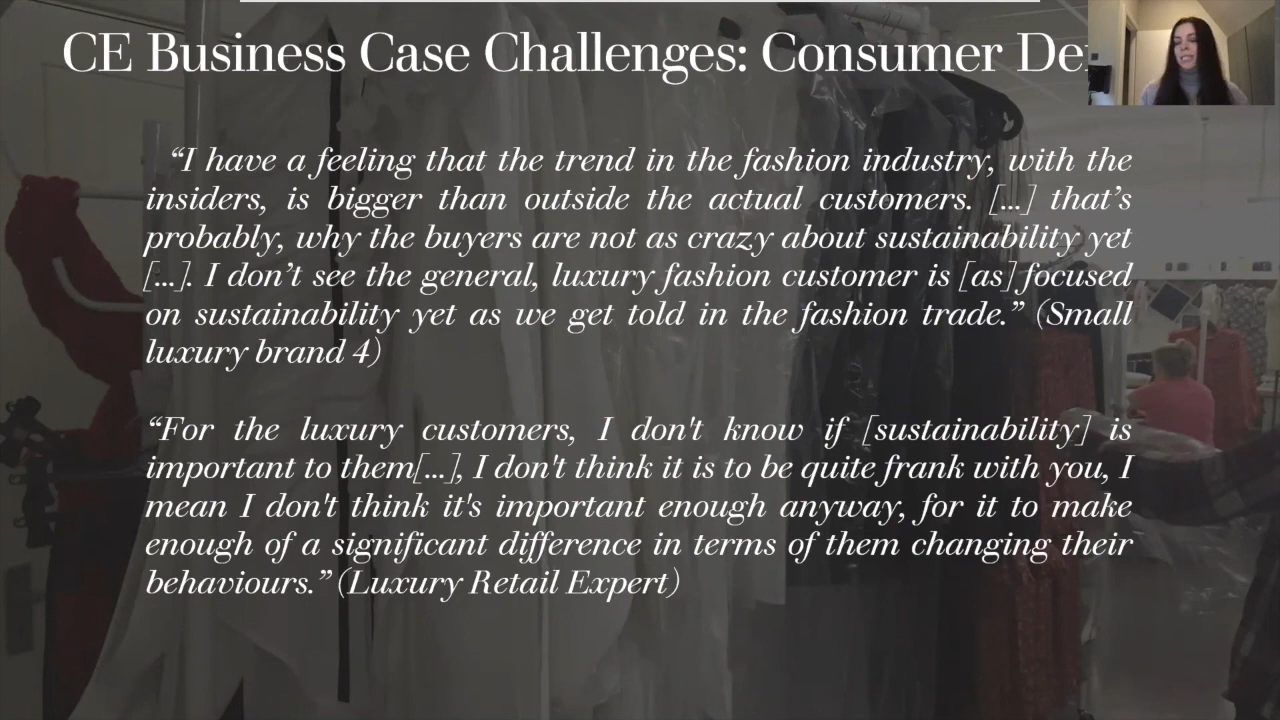 CE Business Case Challenges: Consumer
“I have a feeling that the trend in the fashion industry, with the
insiders, is bigger than outside the actual customers. [...] that’s
probably, why the buyers are not as crazy about sustainability yet
[...]. I don’t see the general, luxury fashion customer is [as] focused
on sustainability yet as we get told in the fashion trade.” (Small
luxury brand 4)
“For the luxury customers, I don't know if [sustainability] is
important to them[...], I don't think it is to be quite frank with you, I
mean I don't think it's important enough anyway, for it to make
enough of a significant difference in terms of them changing their
behaviours.” (Luxury Retail Expert)